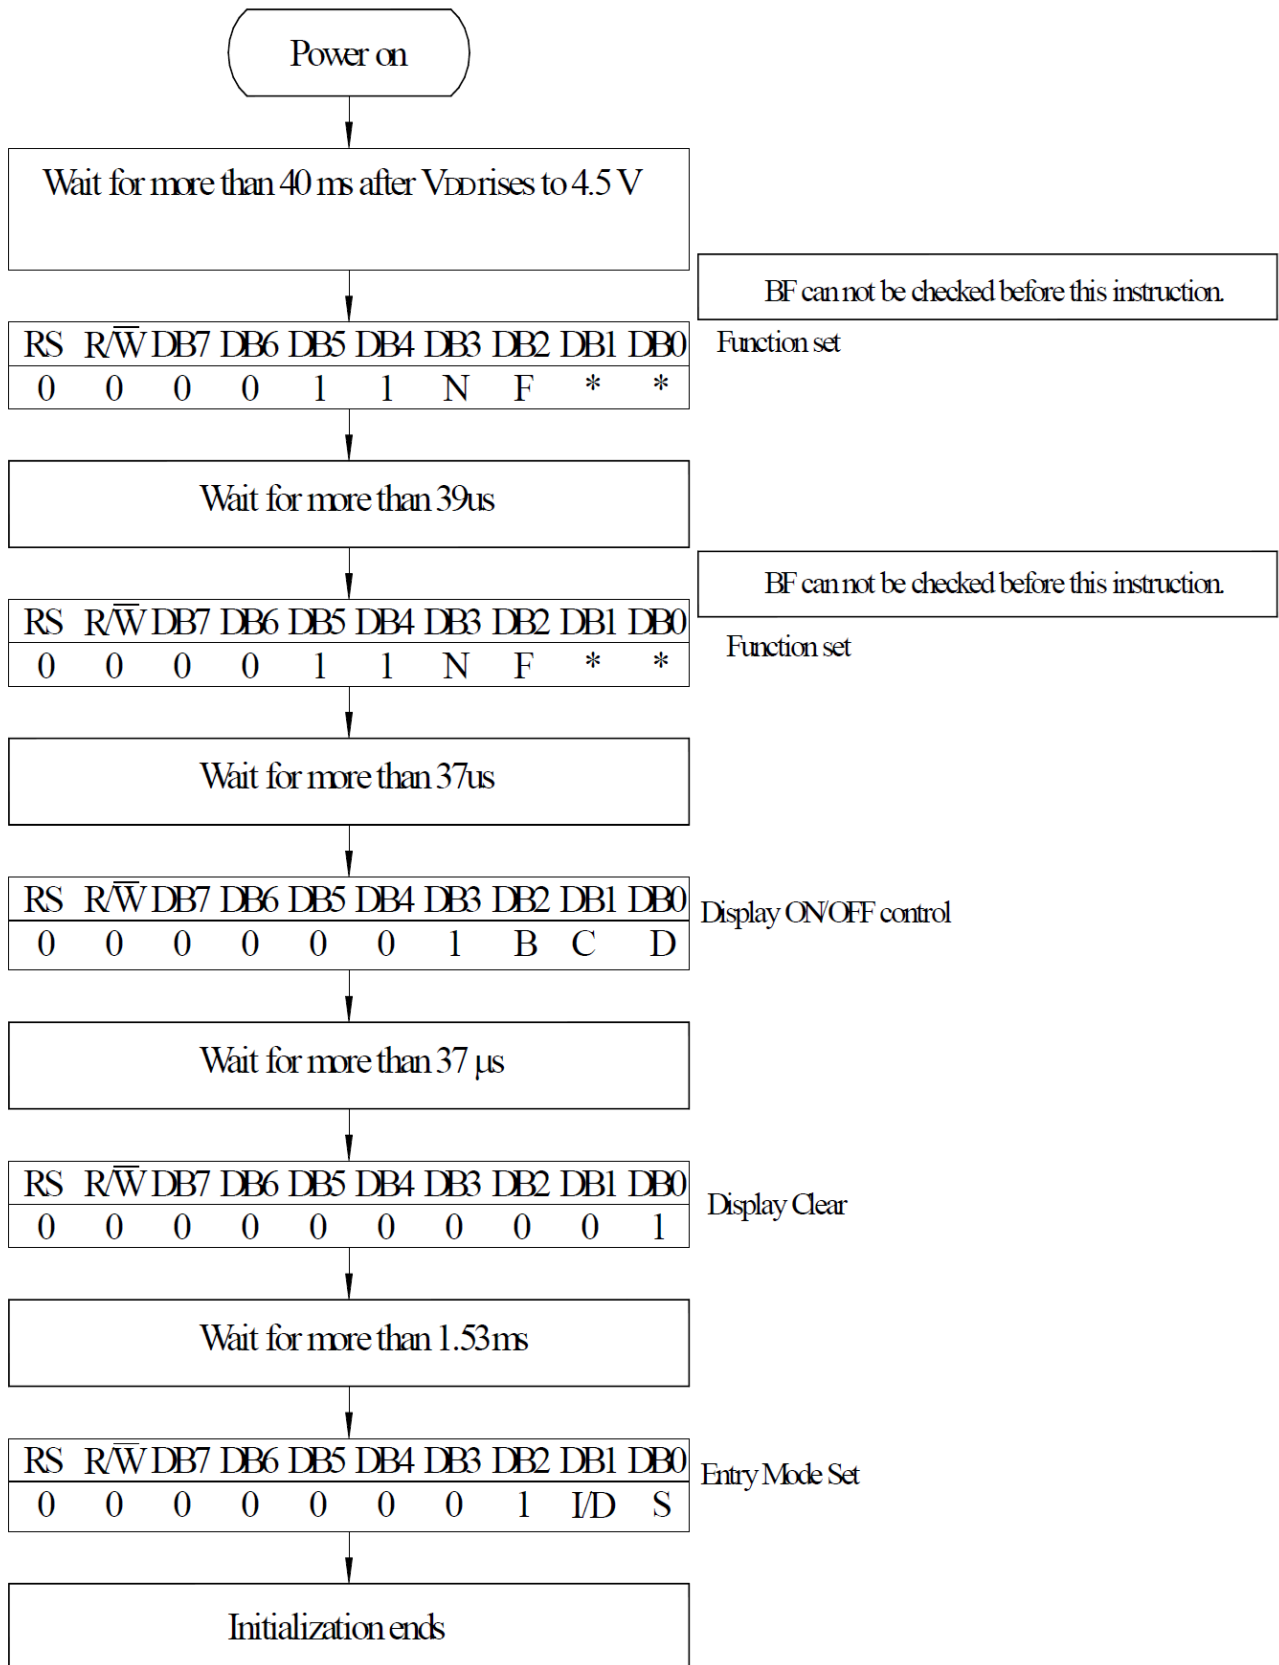 Power on
Wait for more than 40 ms after VDD rises to 4.5 V
BF can not be checked before this instruction.
RS R/W̅ DB7 DB6 DB5 DB4 DB3 DB2 DB1 DB0
Function set
0 0 0 0 1 1 N F * *
Wait for more than 39us
BF can not be checked before this instruction.
RS R/W̅ DB7 DB6 DB5 DB4 DB3 DB2 DB1 DB0
Function set
0 0 0 0 1 1 N F * *
Wait for more than 37us
RS R/W̅ DB7 DB6 DB5 DB4 DB3 DB2 DB1 DB0
Display ON/OFF control
0 0 0 0 0 0 1 B C D
Wait for more than 37 μs
RS R/W̅ DB7 DB6 DB5 DB4 DB3 DB2 DB1 DB0
Display Clear
0 0 0 0 0 0 0 0 0 1
Wait for more than 1.53ms
RS R/W̅ DB7 DB6 DB5 DB4 DB3 DB2 DB1 DB0
Entry Mode Set
0 0 0 0 0 0 0 1 I/D S
Initialization ends